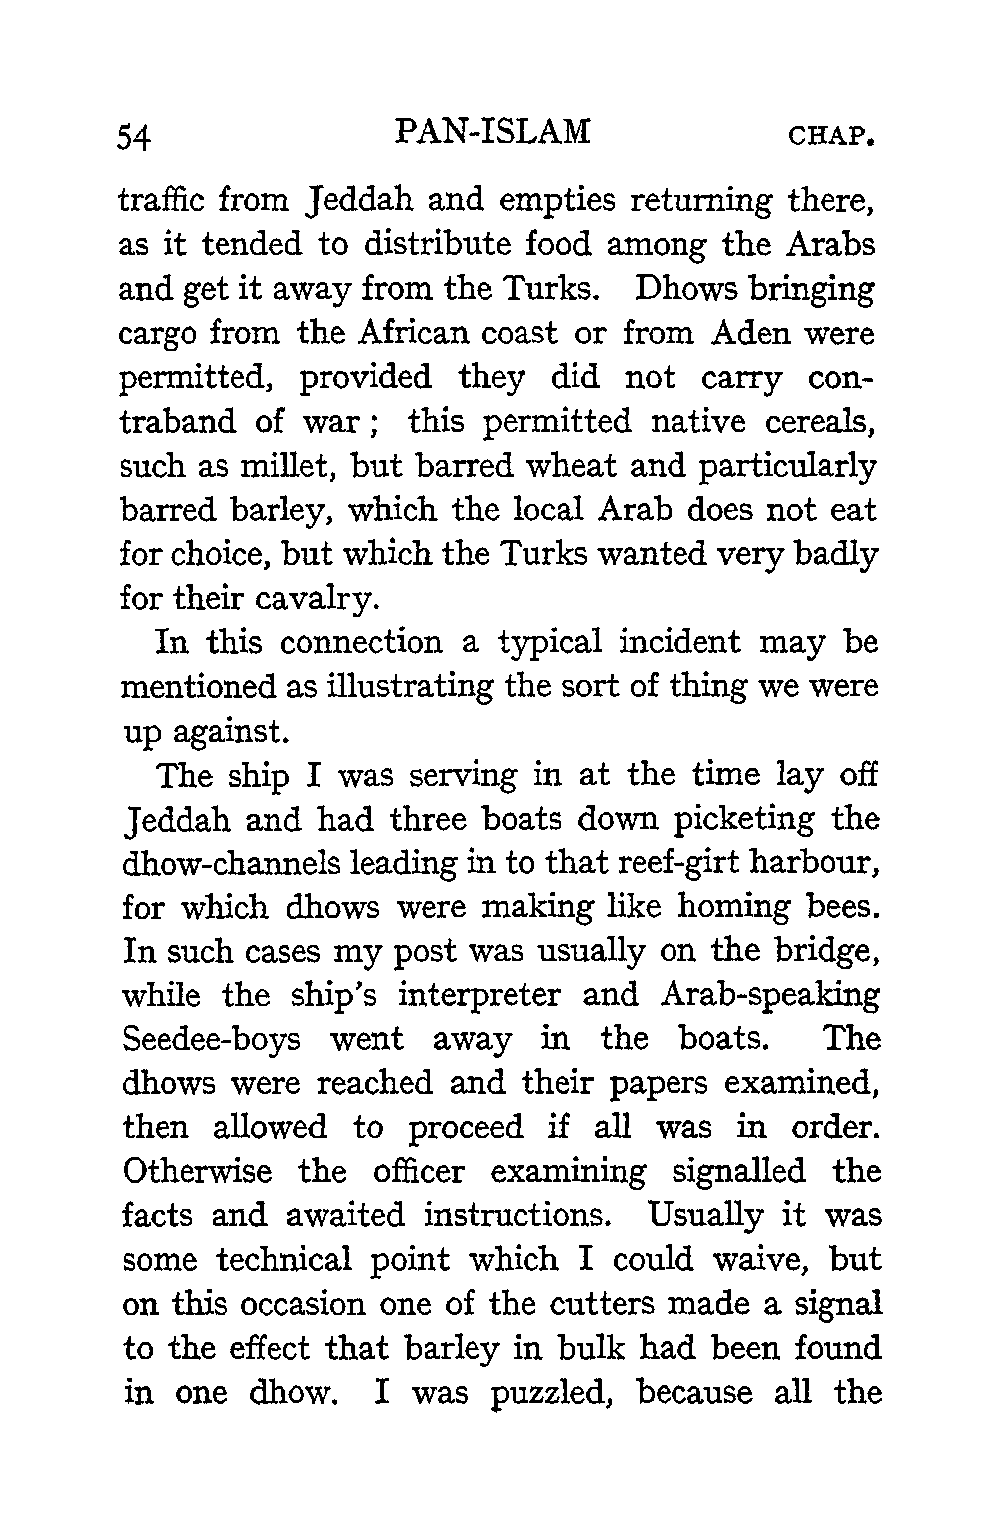 54 PAN-ISLAM CHAP.
traffic from Jeddah and empties returning there,
as it tended to distribute food among the Arabs
and get it away from the Turks. Dhows bringing
cargo from the African coast or from Aden were
permitted, provided they did not carry con-
traband of war ; this permitted native cereals,
such as millet, but barred wheat and particularly
barred barley, which the local Arab does not eat
for choice, but which the Turks wanted very badly
for their cavalry.
In this connection a typical incident may be
mentioned as illustrating the sort of thing we were
up against.
The ship I was serving in at the time lay off
Jeddah and had three boats down picketing the
dhow-channels leading in to that reef-girt harbour,
for which dhows were making like homing bees.
In such cases my post was usually on the bridge,
while the ship's interpreter and Arab-speaking
Seedee-boys went away in the boats. The
dhows were reached and their papers examined,
then allowed to proceed if all was in order.
Otherwise the officer examining signalled the
facts and awaited instructions. Usually it was
some technical point which I could waive, but
on this occasion one of the cutters made a signal
to the effect that barley in bulk had been found
in one dhow. I was puzzled, because all the